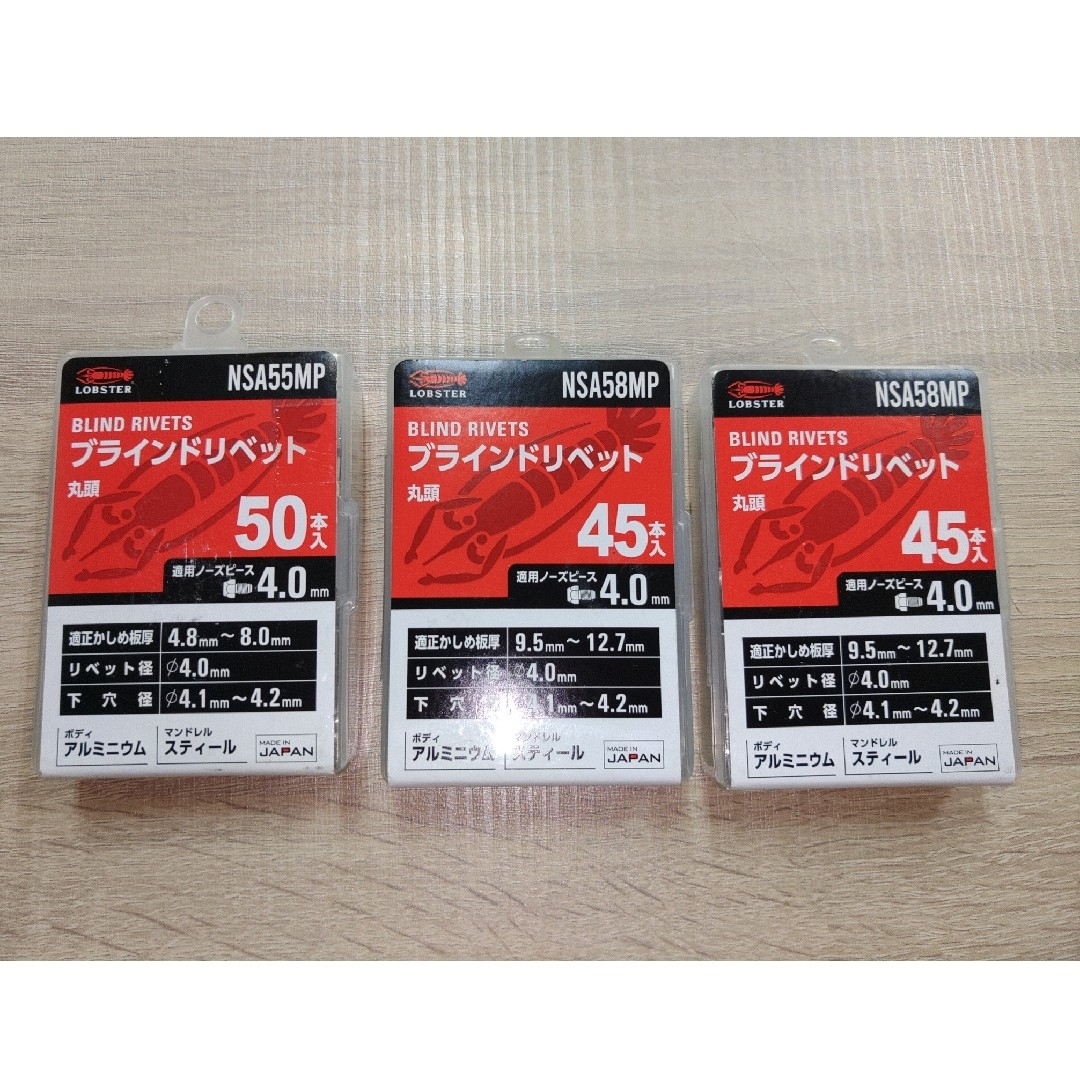 LOBSTER
NSA55MP
BLIND RIVETS
ブラインドリベット
丸頭
50本入
適用ノーズピース
4.0mm
適正かしめ板厚 4.8mm～8.0mm
リベット径 φ4.0mm
下穴径 φ4.1mm～4.2mm
ボディ
アルミニウム
マンドレル
スティール
MADE IN
JAPAN
LOBSTER
NSA58MP
BLIND RIVETS
ブラインドリベット
丸頭
45本入
適用ノーズピース
4.0mm
適正かしめ板厚 9.5mm～12.7mm
リベット径 φ4.0mm
下穴径 φ4.1mm～4.2mm
ボディ
アルミニウム
マンドレル
スティール
MADE IN
JAPAN
LOBSTER
NSA58MP
BLIND RIVETS
ブラインドリベット
丸頭
45本入
適用ノーズピース
4.0mm
適正かしめ板厚 9.5mm～12.7mm
リベット径 φ4.0mm
下穴径 φ4.1mm～4.2mm
ボディ
アルミニウム
マンドレル
スティール
MADE IN
JAPAN